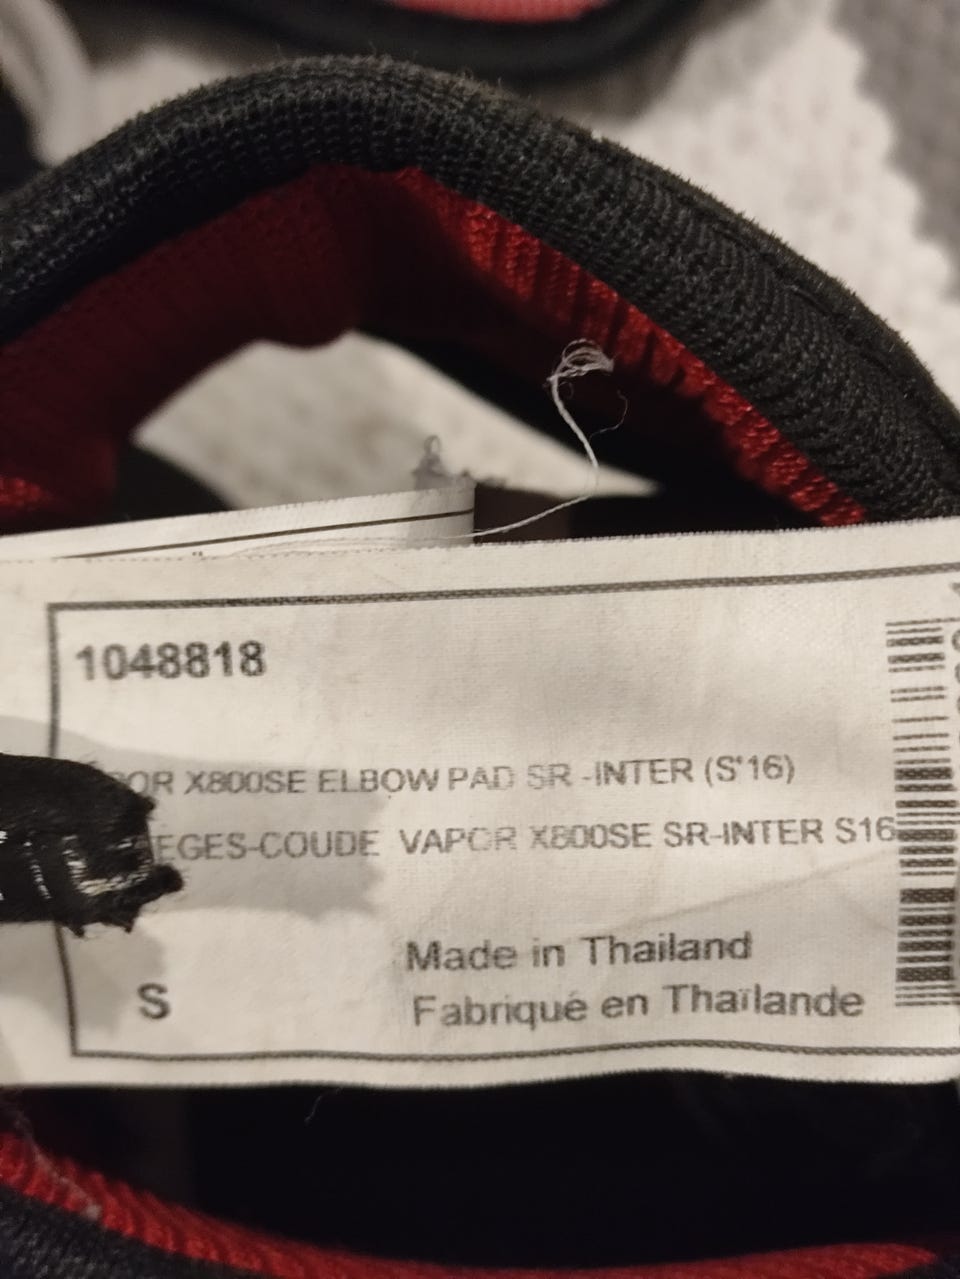 1048818
X800SE ELBOW PAD SR -INTER (S'16)
VAPOR X800SE SR-INTER S16
Made in Thailand
S
Fabriqué en Thaïlande